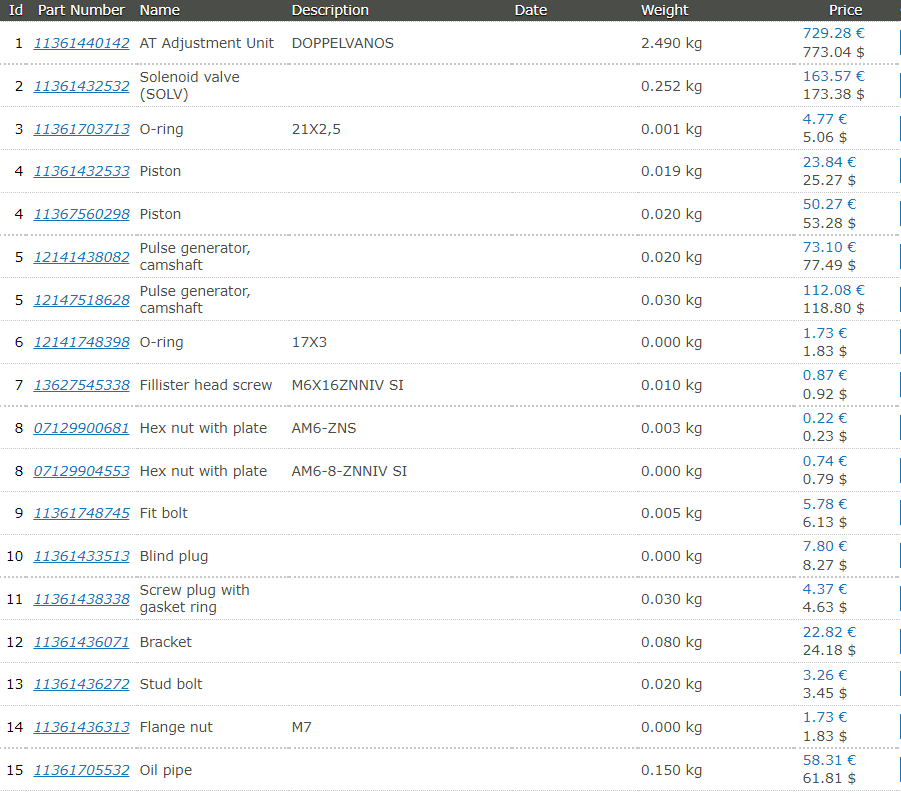 Id Part Number Name Description Date Weight Price
1 11361440142 AT Adjustment Unit DOPPELVANOS 2.490 kg 729.28 €
773.04 $
2 11361432532 Solenoid valve
(SOLV) 0.252 kg 163.57 €
173.38 $
3 11361703713 O-ring 21X2,5 0.001 kg 4.77 €
5.06 $
4 11361432533 Piston 0.019 kg 23.84 €
25.27 $
4 11367560298 Piston 0.020 kg 50.27 €
53.28 $
5 12141438082 Pulse generator,
camshaft 0.020 kg 73.10 €
77.49 $
5 12147518628 Pulse generator,
camshaft 0.030 kg 112.08 €
118.80 $
6 12141748398 O-ring 17X3 0.000 kg 1.73 €
1.83 $
7 13627545338 Fillister head screw M6X16ZNNIV SI 0.010 kg 0.87 €
0.92 $
8 07129900681 Hex nut with plate AM6-ZNS 0.003 kg 0.22 €
0.23 $
8 07129904553 Hex nut with plate AM6-8-ZNNIV SI 0.000 kg 0.74 €
0.79 $
9 11361748745 Fit bolt 0.005 kg 5.78 €
6.13 $
10 11361433513 Blind plug 0.000 kg 7.80 €
8.27 $
11 11361438338 Screw plug with
gasket ring 0.030 kg 4.37 €
4.63 $
12 11361436071 Bracket 0.080 kg 22.82 €
24.18 $
13 11361436272 Stud bolt 0.020 kg 3.26 €
3.45 $
14 11361436313 Flange nut M7 0.000 kg 1.73 €
1.83 $
15 11361705532 Oil pipe 0.150 kg 58.31 €
61.81 $